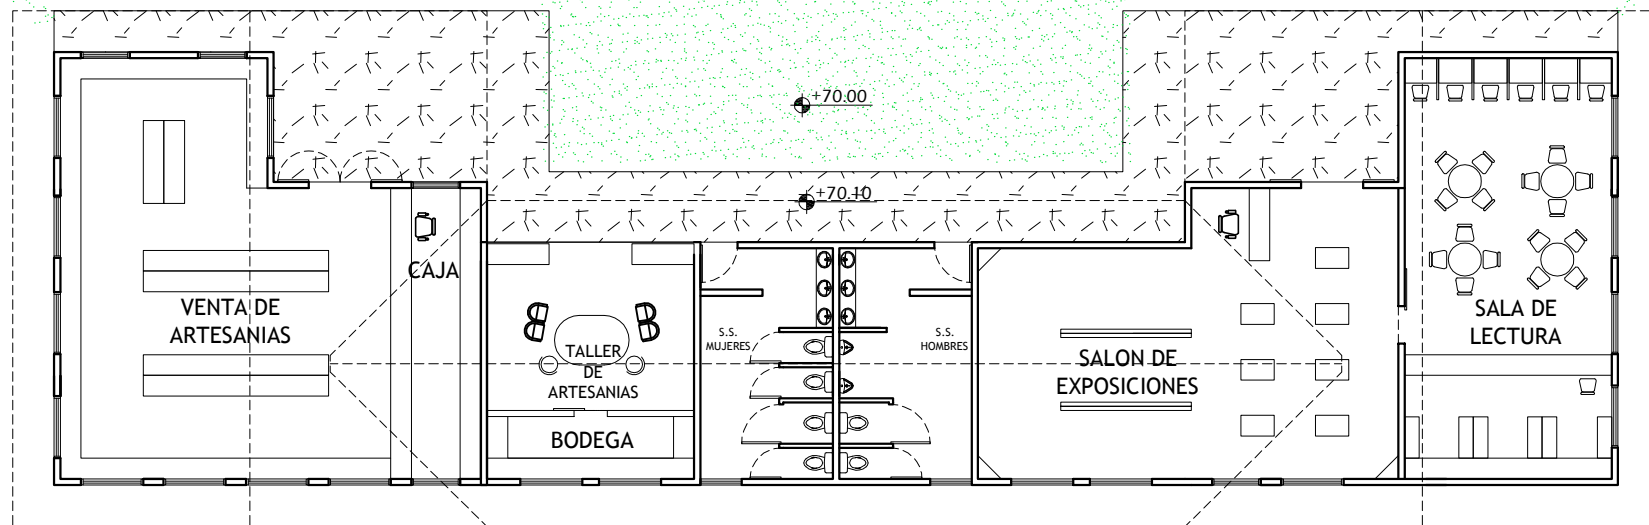 +70.00
+70.10
CAJA
VENTA DE
ARTESANIAS
TALLER
DE
ARTESANIAS
BODEGA
S.S.
MUJERES
S.S.
HOMBRES
SALON DE
EXPOSICIONES
SALA DE
LECTURA